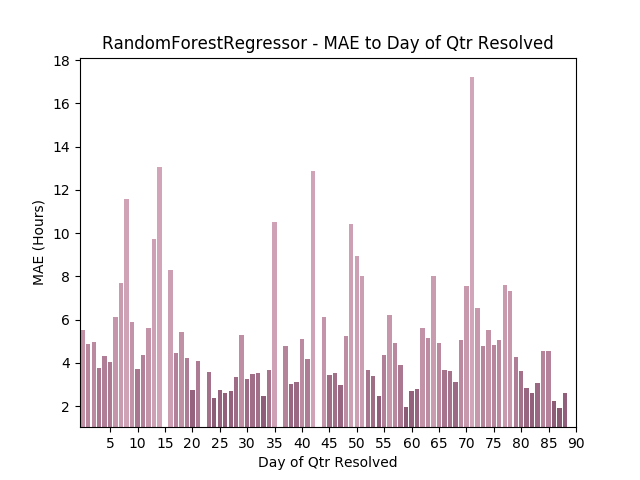 RandomForestRegressor - MAE to Day of Qtr Resolved
18
16
14
12
10
8
6
4
2
MAE (Hours)
5 10 15 20 25 30 35 40 45 50 55 60 65 70 75 80 85 90
Day of Qtr Resolved